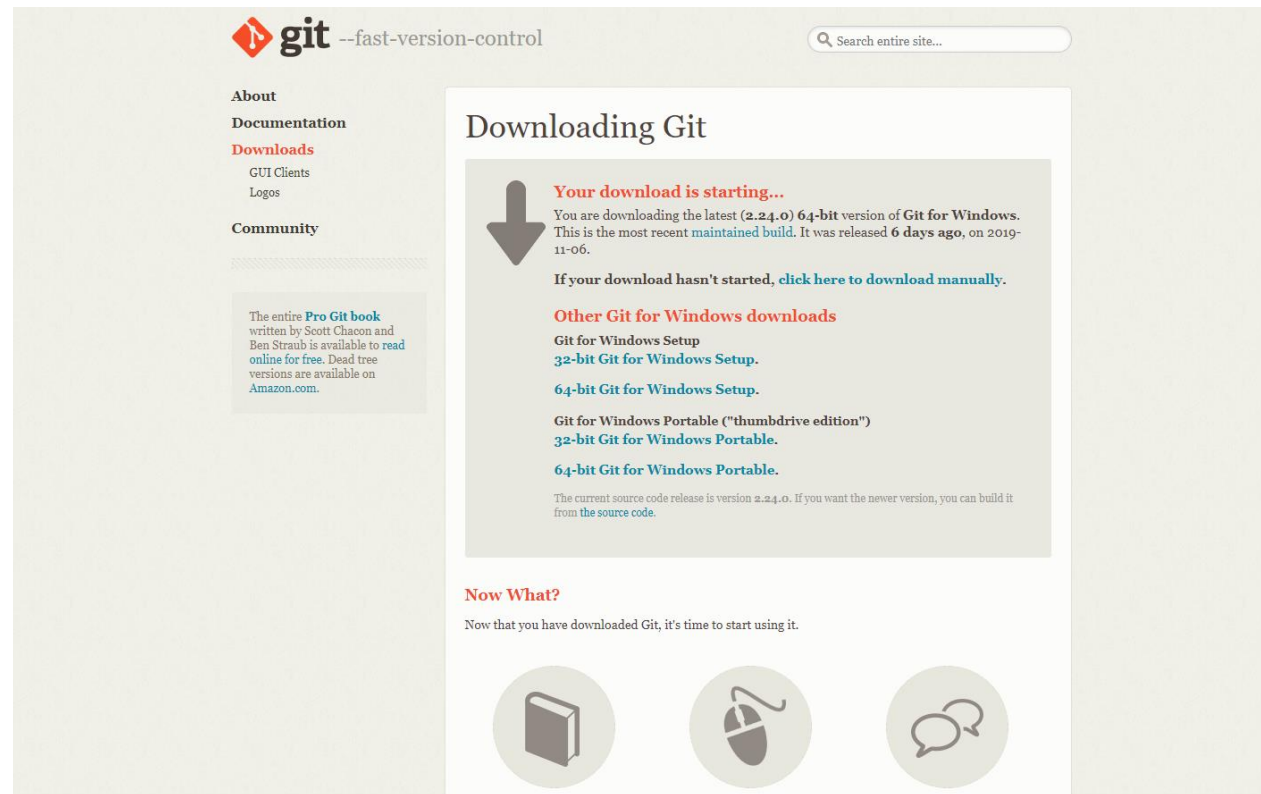 git --fast-version-control
Search entire site...
About
Documentation
Downloads
GUI Clients
Logos
Community
The entire Pro Git book
written by Scott Chacon and
Ben Straub is available to read
online for free. Dead tree
versions are available on
Amazon.com.
Downloading Git
Your download is starting...
You are downloading the latest (2.24.0) 64-bit version of Git for Windows.
This is the most recent maintained build. It was released 6 days ago, on 2019-
11-06.
If your download hasn't started, click here to download manually.
Other Git for Windows downloads
Git for Windows Setup
32-bit Git for Windows Setup.
64-bit Git for Windows Setup.
Git for Windows Portable ("thumbdrive edition")
32-bit Git for Windows Portable.
64-bit Git for Windows Portable.
The current source code release is version 2.24.0. If you want the newer version, you can build it
from the source code.
Now What?
Now that you have downloaded Git, it's time to start using it.